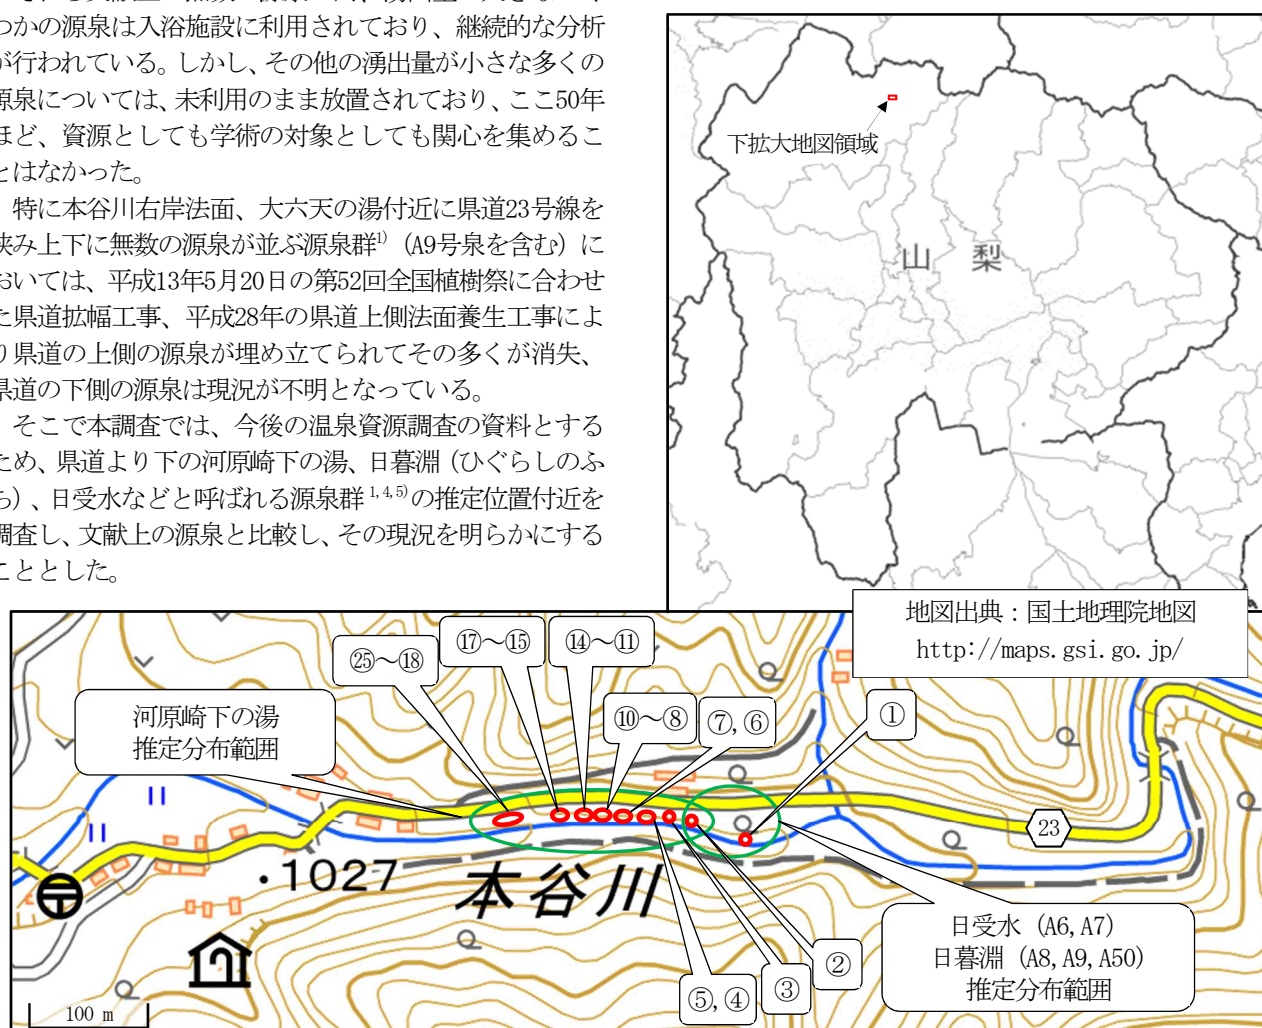 つかの源泉は入浴施設に利用されており、継続的な分析
が行われている。しかし、その他の湧出量が小さな多くの
源泉については、未利用のまま放置されており、ここ50年
ほど、資源としても学術の対象としても関心を集めるこ
とはなかった。
特に本谷川右岸法面、大六天の湯付近に県道23号線を
挟み上下に無数の源泉が並ぶ源泉群1)（A9号泉を含む）に
おいては、平成13年5月20日の第52回全国植樹祭に合わせ
た県道拡幅工事、平成28年の県道上側法面養生工事によ
り県道の上側の源泉が埋め立てられてその多くが消失、
県道の下側の源泉は現況が不明となっている。
そこで本調査では、今後の温泉資源調査の資料とする
ため、県道より下の河原崎下の湯、日暮淵（ひぐらしのふ
ち）、日受水などと呼ばれる源泉群1,4,5)の推定位置付近を
調査し、文献上の源泉と比較し、その現況を明らかにする
こととした。
下拡大地図領域
山 梨
地図出典：国土地理院地図
http://maps.gsi.go.jp/
㉕～⑱
⑰～⑮
⑭～⑪
⑩～⑧
⑦,⑥
①
河原崎下の湯
推定分布範囲
23
・1027
本谷川
⑤,④
③
②
日受水（A6,A7）
日暮淵（A8,A9,A50）
推定分布範囲
100 m